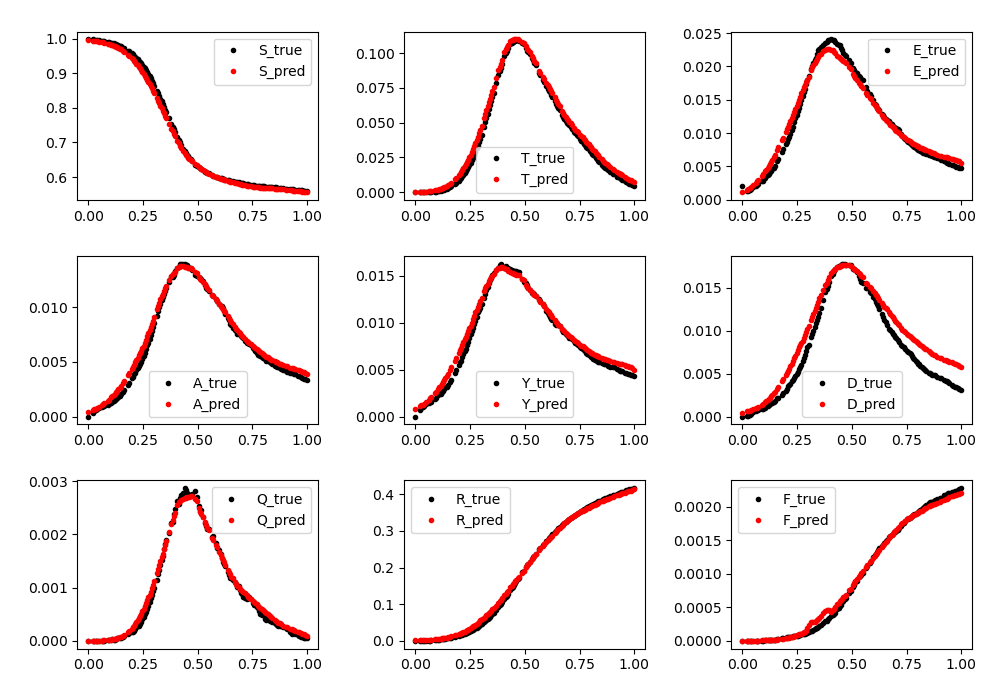 1.0
0.9
0.8
0.7
0.6
0.00 0.25 0.50 0.75 1.00
S_true
S_pred
0.100
0.075
0.050
0.025
0.000
0.00 0.25 0.50 0.75 1.00
T_true
T_pred
0.025
0.020
0.015
0.010
0.005
0.000
0.00 0.25 0.50 0.75 1.00
E_true
E_pred
0.010
0.005
0.000
0.00 0.25 0.50 0.75 1.00
A_true
A_pred
0.015
0.010
0.005
0.000
0.00 0.25 0.50 0.75 1.00
Y_true
Y_pred
0.015
0.010
0.005
0.000
0.00 0.25 0.50 0.75 1.00
D_true
D_pred
0.003
0.002
0.001
0.000
0.00 0.25 0.50 0.75 1.00
Q_true
Q_pred
0.4
0.3
0.2
0.1
0.0
0.00 0.25 0.50 0.75 1.00
R_true
R_pred
0.0020
0.0015
0.0010
0.0005
0.0000
0.00 0.25 0.50 0.75 1.00
F_true
F_pred